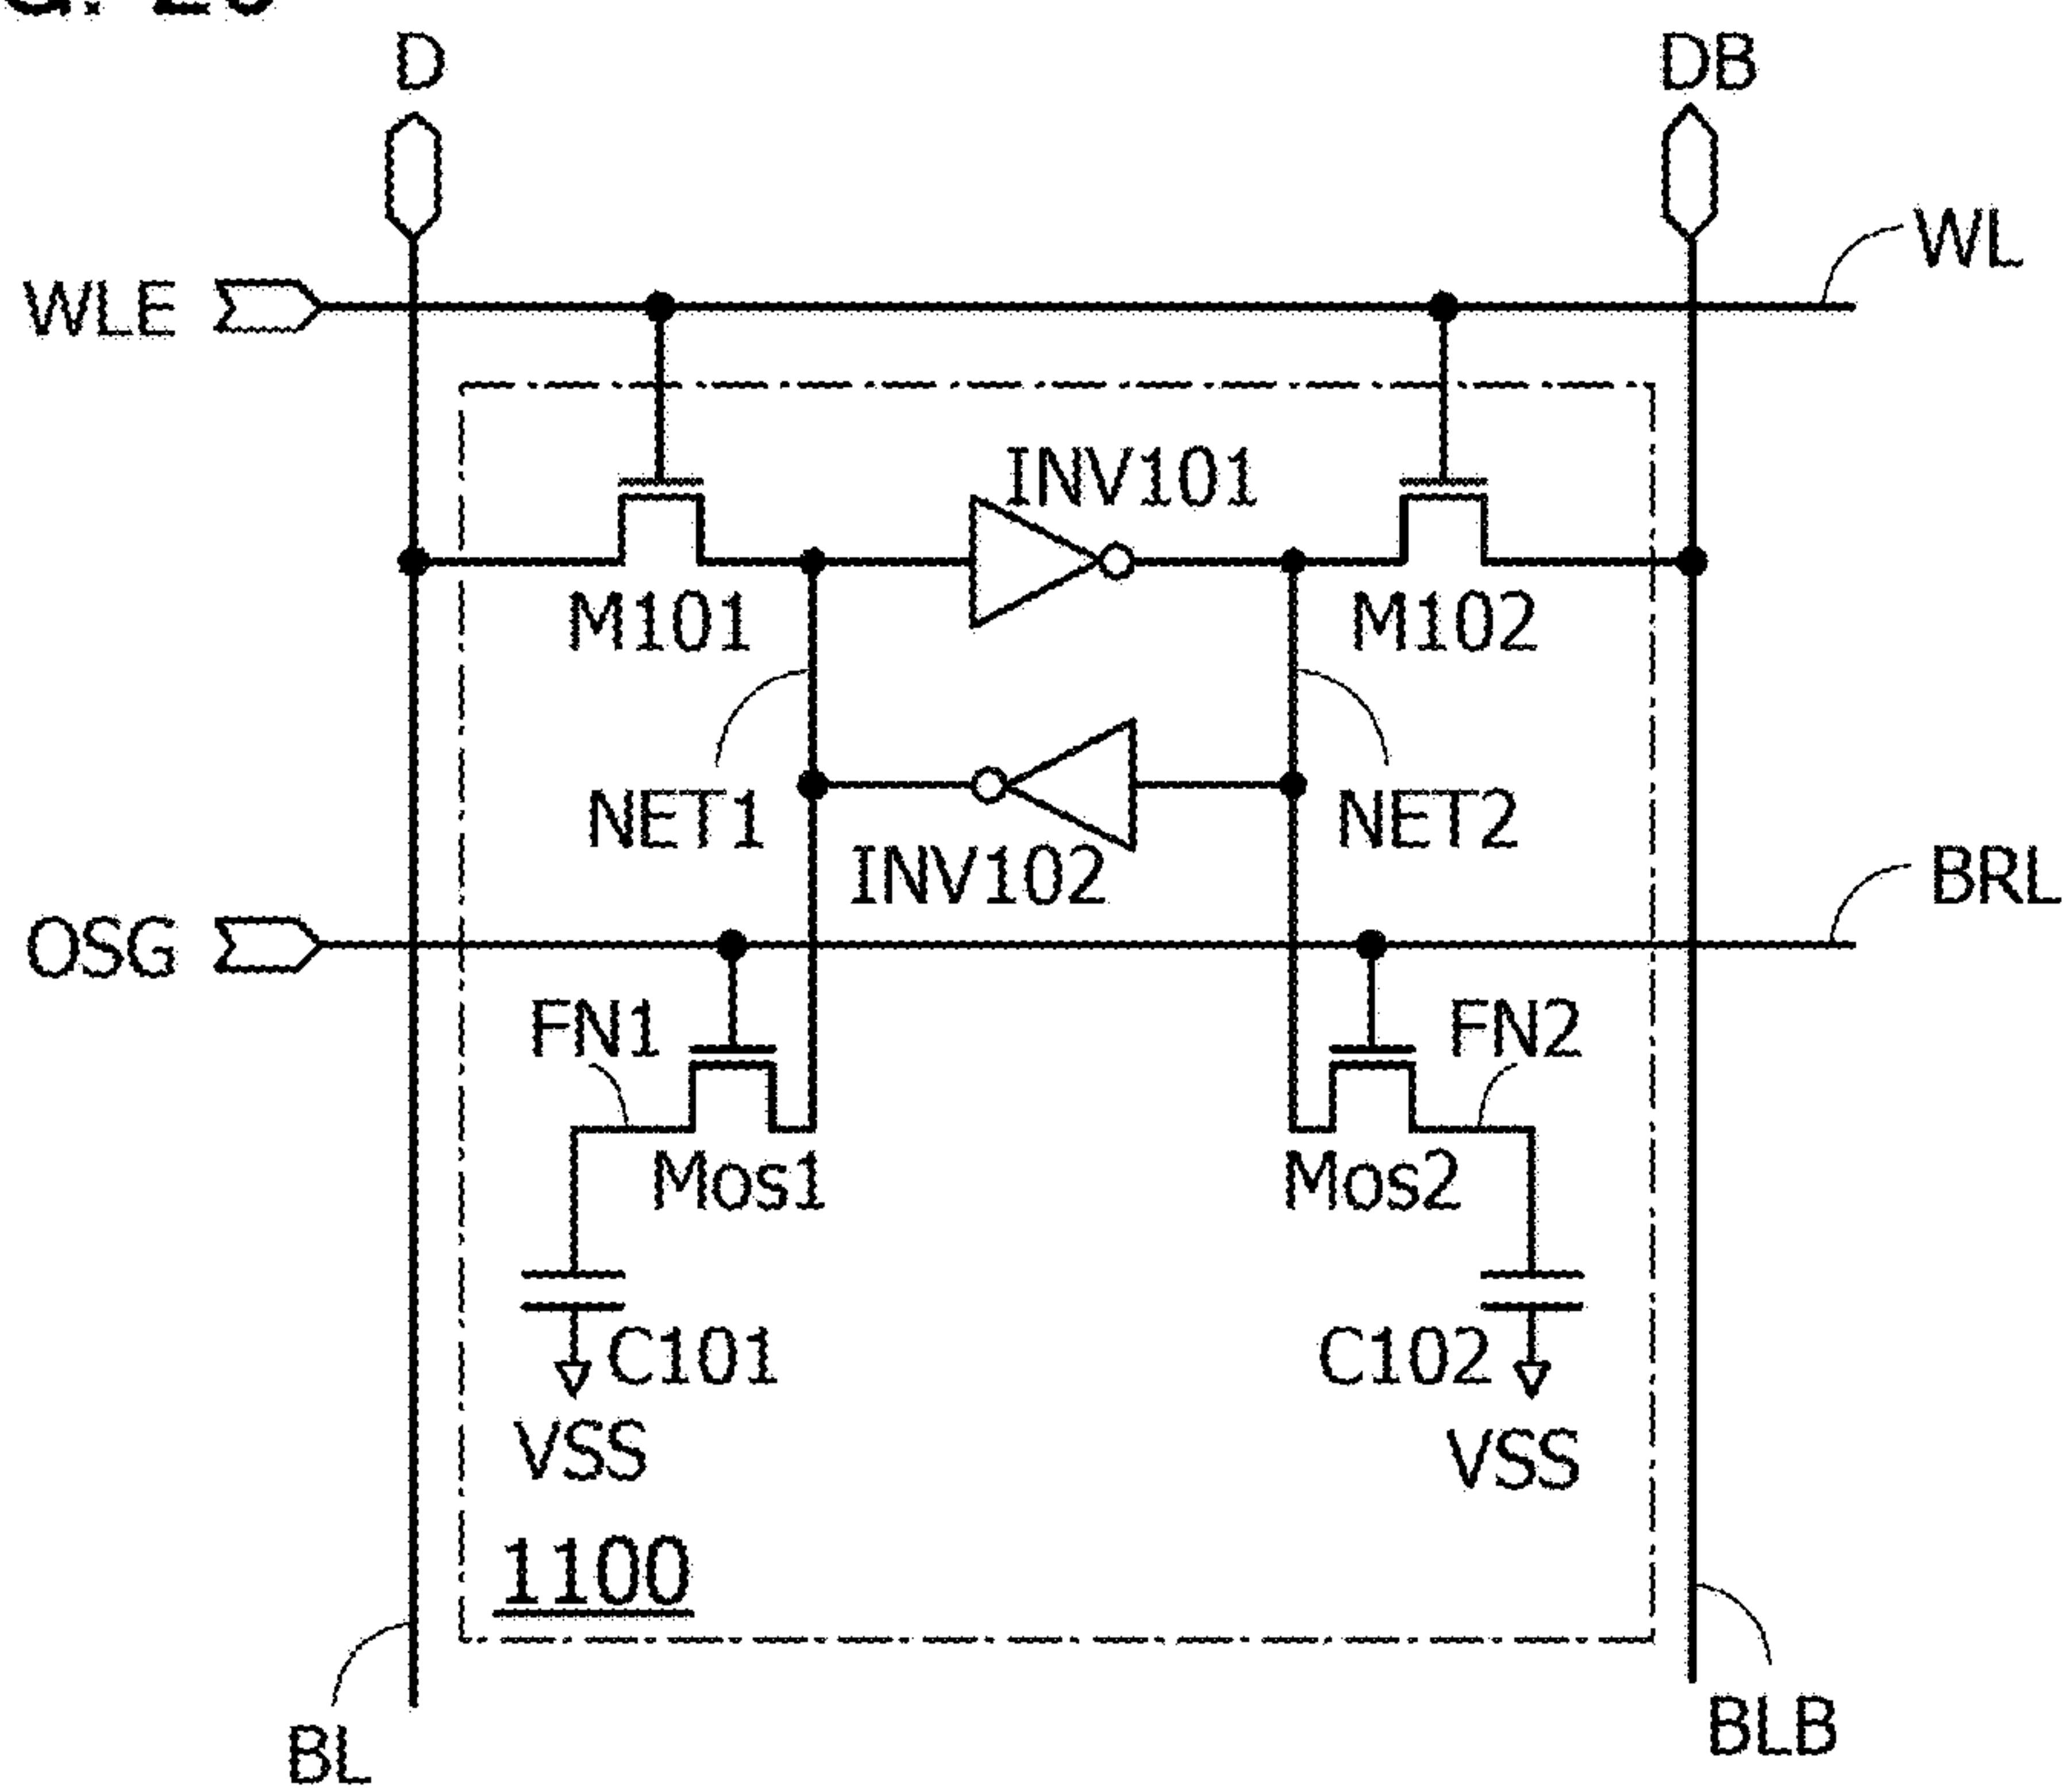 D
DB
WLE
WL
INV101
M101
M102
NET1
NET2
INV102
BRL
OSG
FN1
FN2
Mos1
Mos2
C101
C102
VSS
VSS
1100
BL
BLB